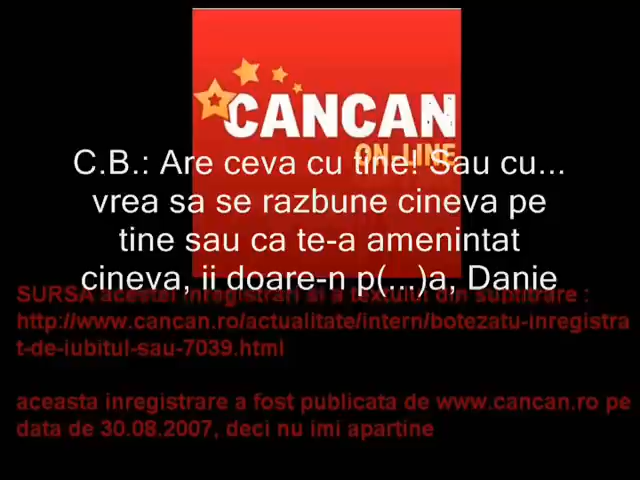 CANCAN
ON-LINE
C.B.: Are ceva cu tine! Sau cu...
vrea sa se razbune cineva pe
tine sau ca te-a amenintat
cineva, ii doare-n p(...)a, Danie
SURSA acestei inregistrari si a textului din subtitrare :
http://www.cancan.ro/actualitate/intern/botezatu-inregistra
t-de-iubitul-sau-7039.html
aceasta inregistrare a fost publicata de www.cancan.ro pe
data de 30.08.2007, deci nu imi apartine